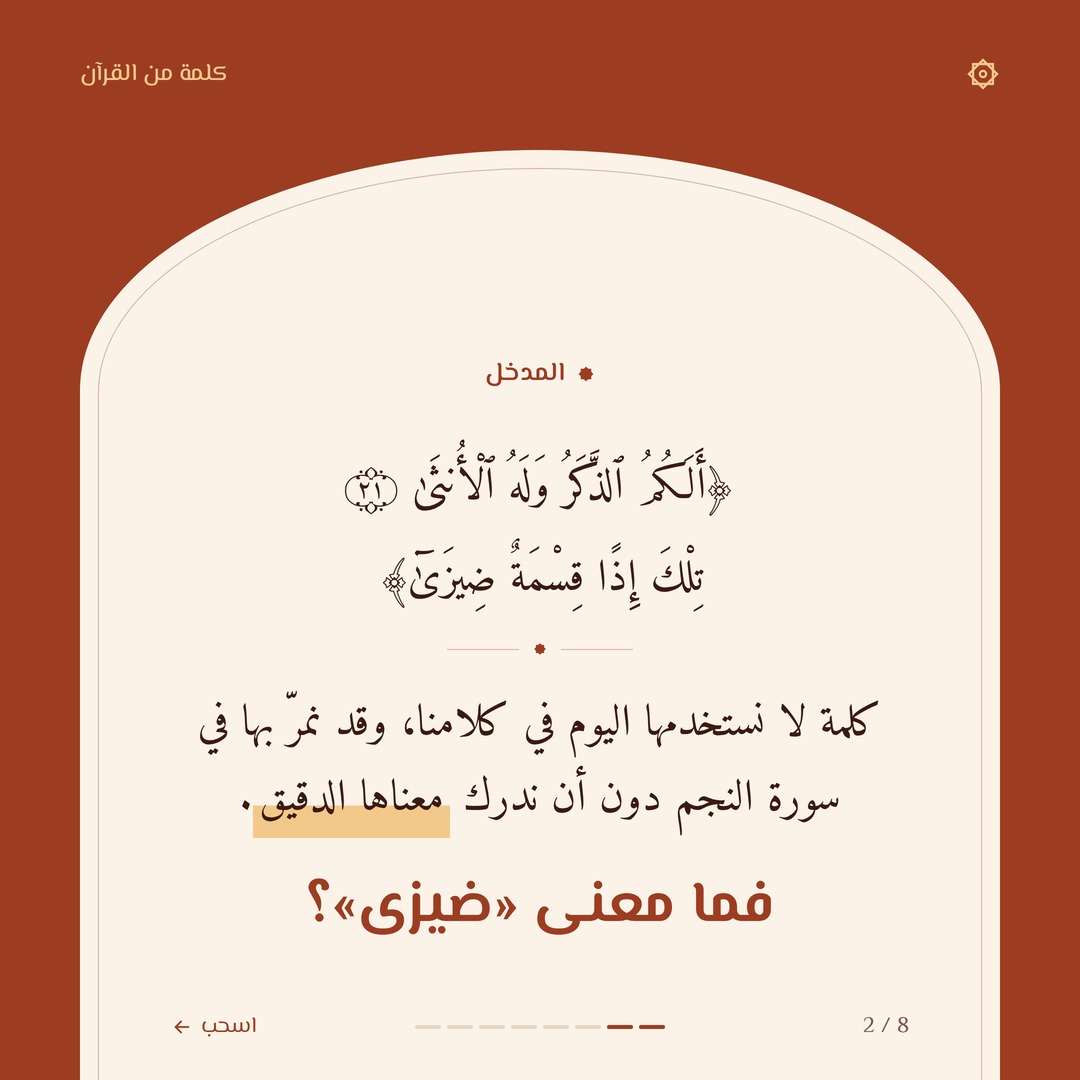 كلمة من القرآن
المدخل
﴿أَلَكُمُ ٱلذَّكَرُ وَلَهُ ٱلْأُنثَىٰ ٢١
تِلْكَ إِذًا قِسْمَةٌ ضِيزَىٰٓ﴾
كلمة لا نستخدمها اليوم في كلامنا، وقد نمرّ بها في
سورة النجم دون أن ندرك معناها الدقيق.
فما معنى «ضيزى»؟
2 / 8
اسحب ←